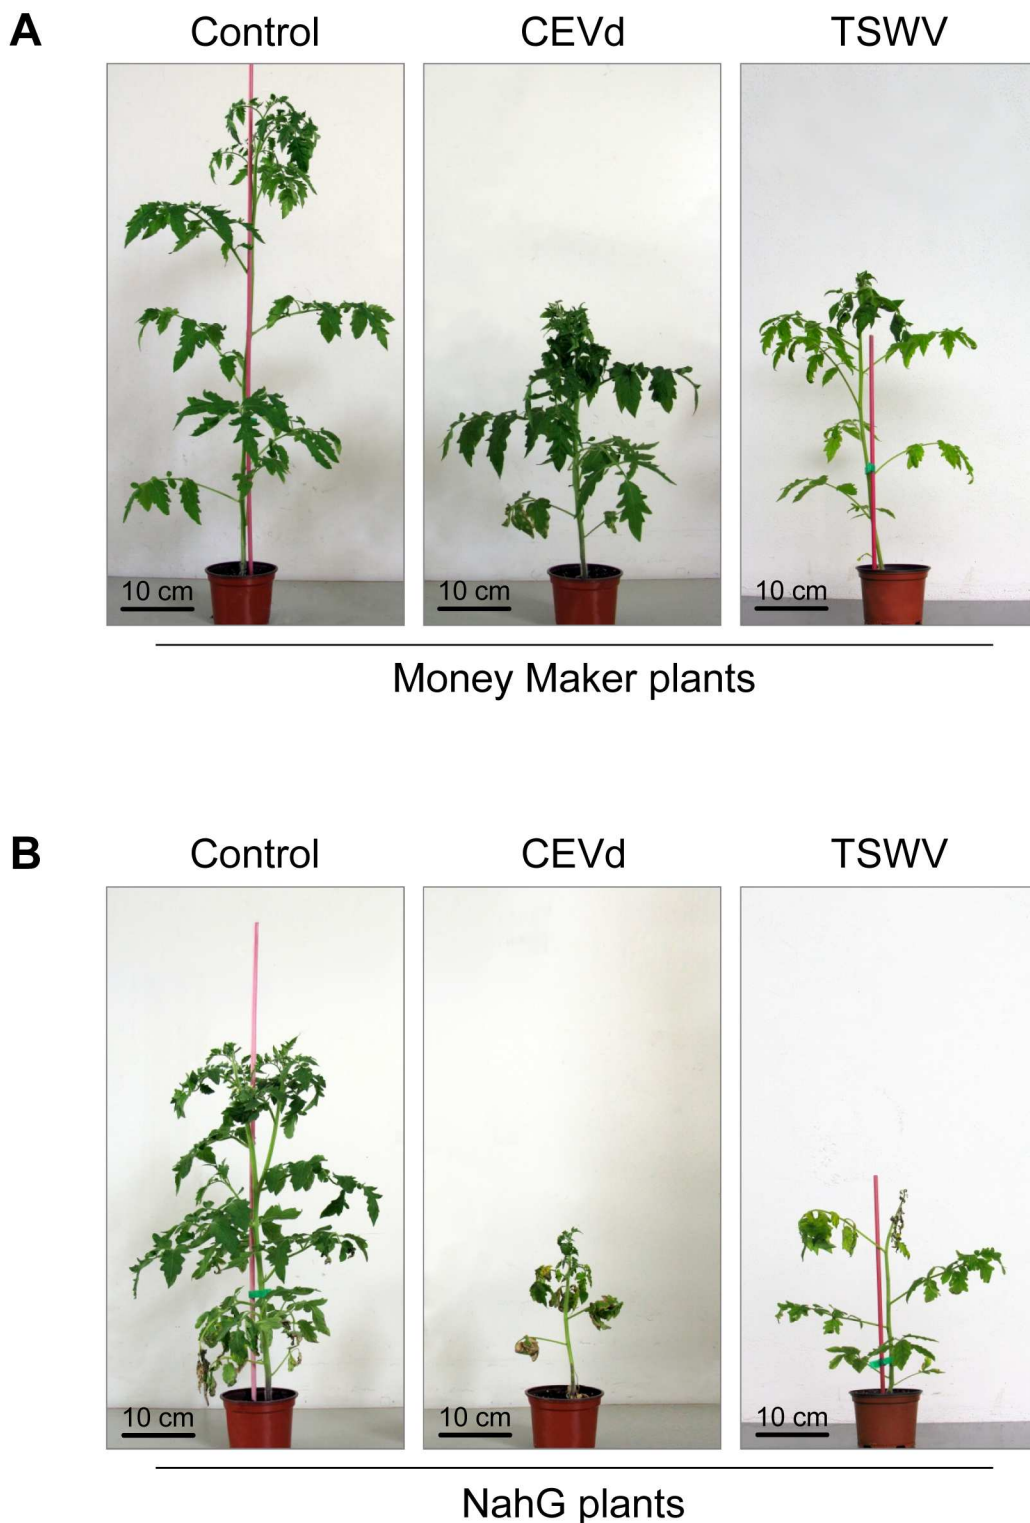 A
Control CEVd TSWV
10 cm 10 cm 10 cm
Money Maker plants
B
Control CEVd TSWV
10 cm 10 cm 10 cm
NahG plants